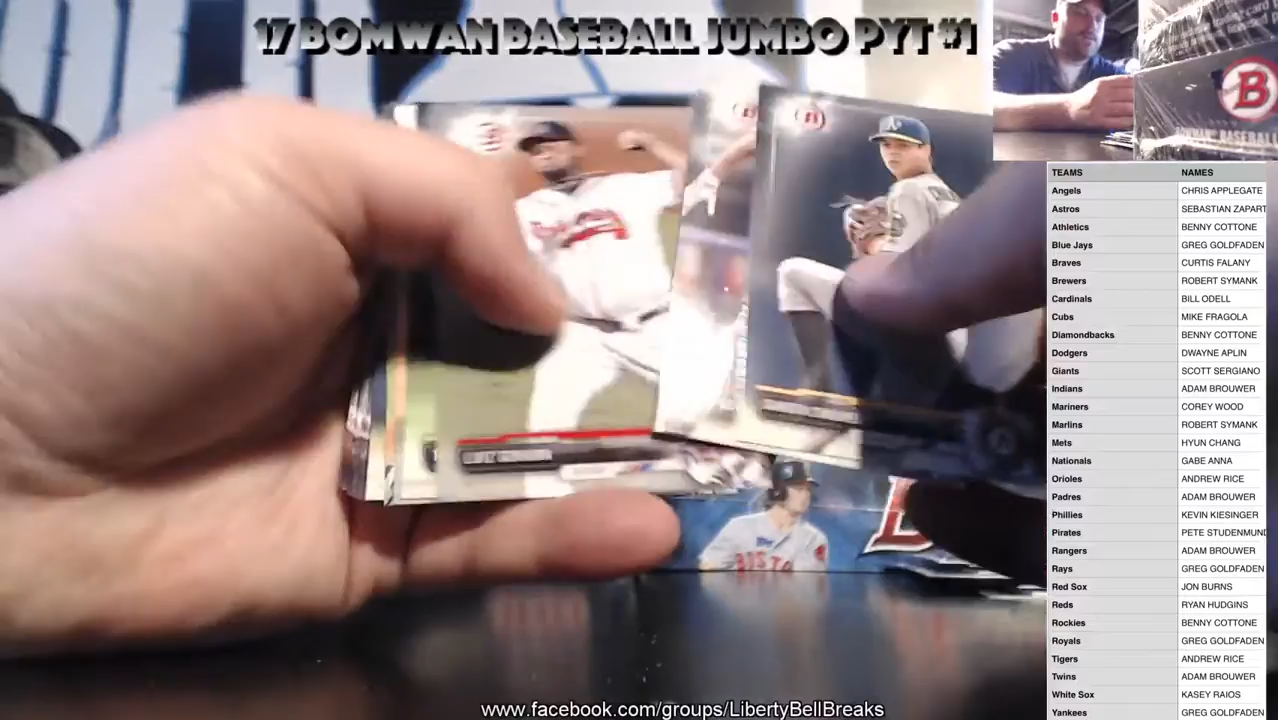 17 BOMWAN BASEBALL JUMBO PYT #1
B
TEAMS NAMES
Angels CHRIS APPLEGATE
Astros SEBASTIAN ZAPART
Athletics BENNY COTTONE
Blue Jays GREG GOLDFADEN
Braves CURTIS FALANY
Brewers ROBERT SYMANK
Cardinals BILL ODELL
Cubs MIKE FRAGOLA
Diamondbacks BENNY COTTONE
Dodgers DWAYNE APLIN
Giants SCOTT SERGIANO
Indians ADAM BROUWER
Mariners COREY WOOD
Marlins ROBERT SYMANK
Mets HYUN CHANG
Nationals GABE ANNA
Orioles ANDREW RICE
Padres ADAM BROUWER
Phillies KEVIN KIESINGER
Pirates PETE STUDENMUND
Rangers ADAM BROUWER
Rays GREG GOLDFADEN
Red Sox JON BURNS
Reds RYAN HUDGINS
Rockies BENNY COTTONE
Royals GREG GOLDFADEN
Tigers ANDREW RICE
Twins ADAM BROUWER
White Sox KASEY RAIOS
Yankees GREG GOLDFADEN
www.facebook.com/groups/LibertyBellBreaks